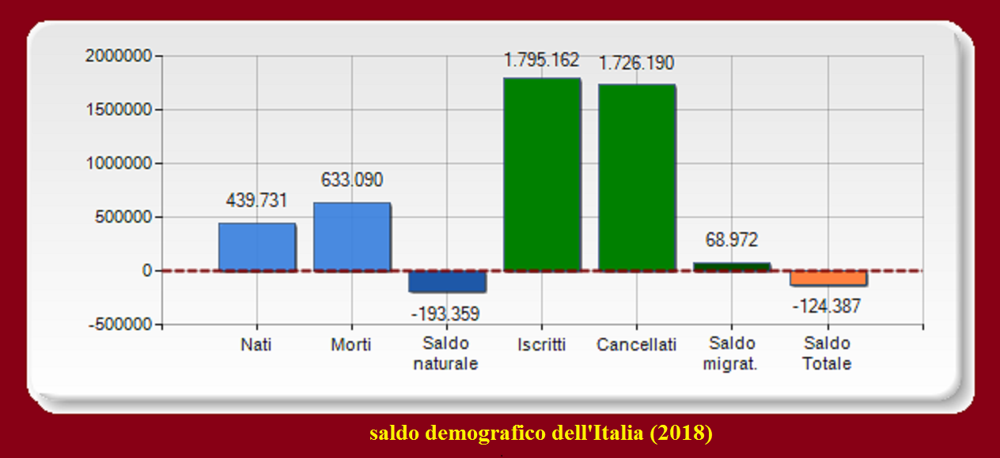 2000000
1500000
1000000
500000
0
-500000
439.731
633.090
-193.359
1.795.162
1.726.190
68.972
-124.387
Nati
Morti
Saldo
naturale
Iscritti
Cancellati
Saldo
migrat.
Saldo
Totale
saldo demografico dell'Italia (2018)